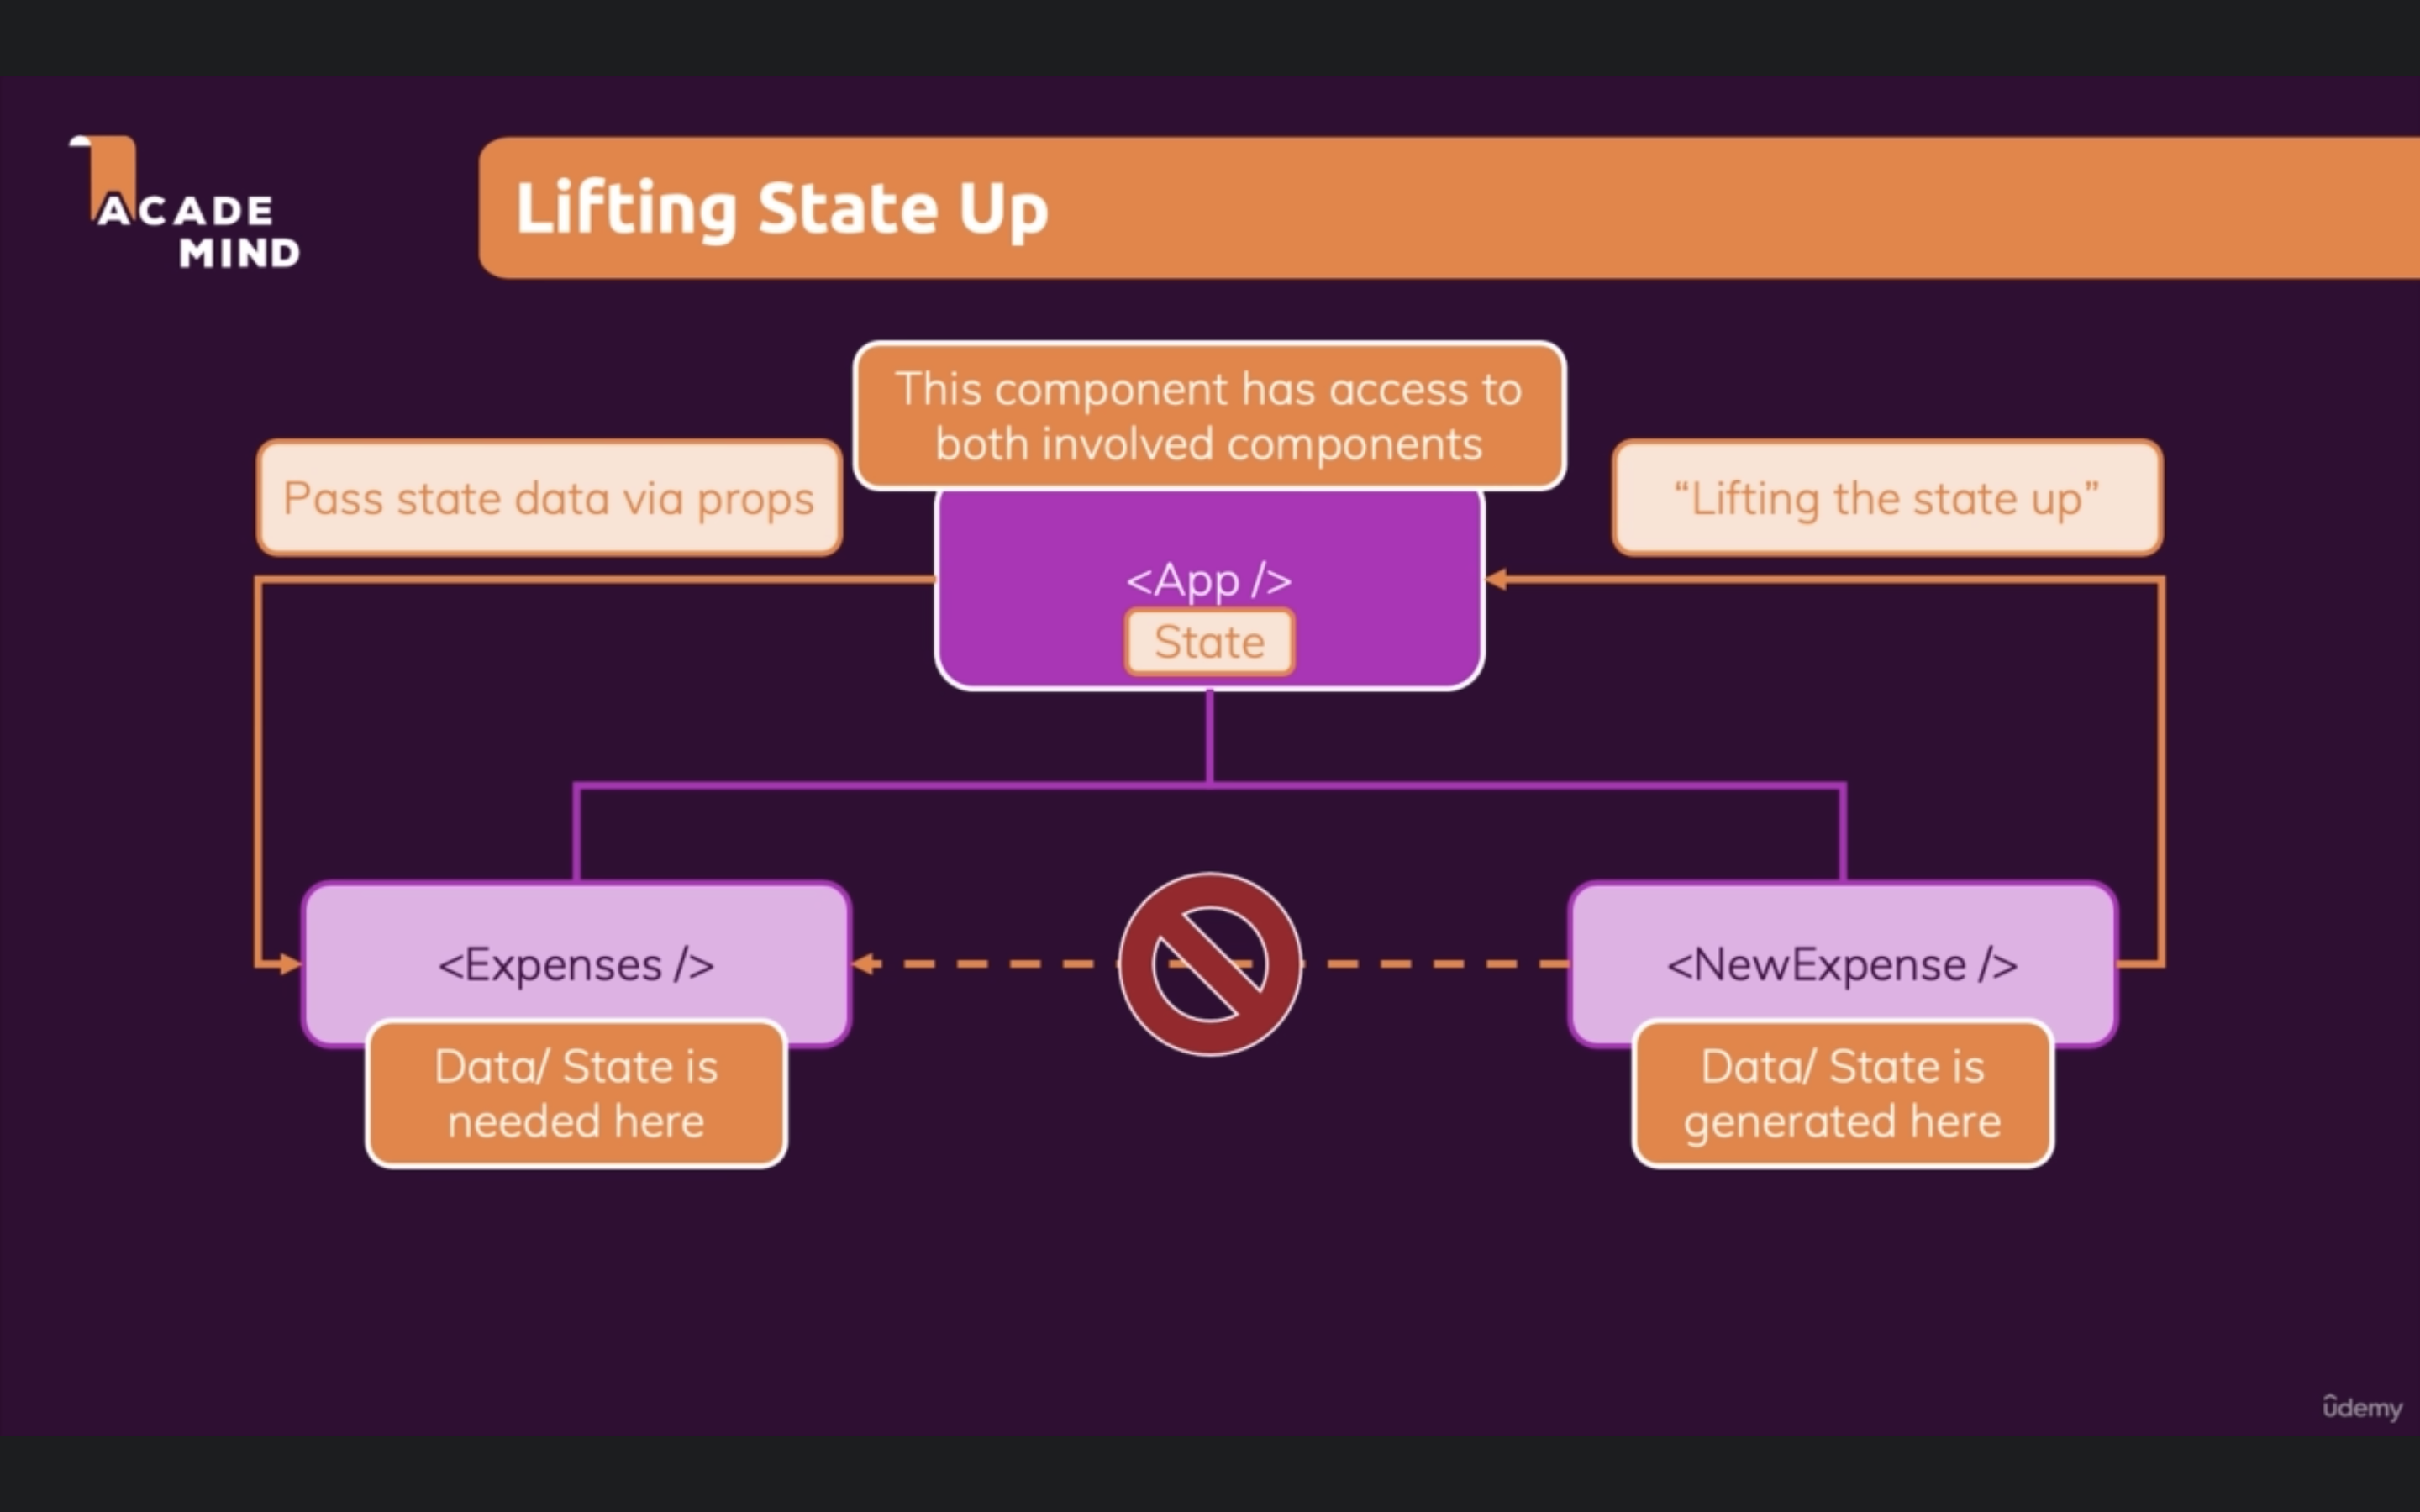 ACADE
MIND
Lifting State Up
This component has access to
both involved components
Pass state data via props
“Lifting the state up”
<App />
State
<Expenses />
<NewExpense />
Data/ State is
needed here
Data/ State is
generated here
ûdemy